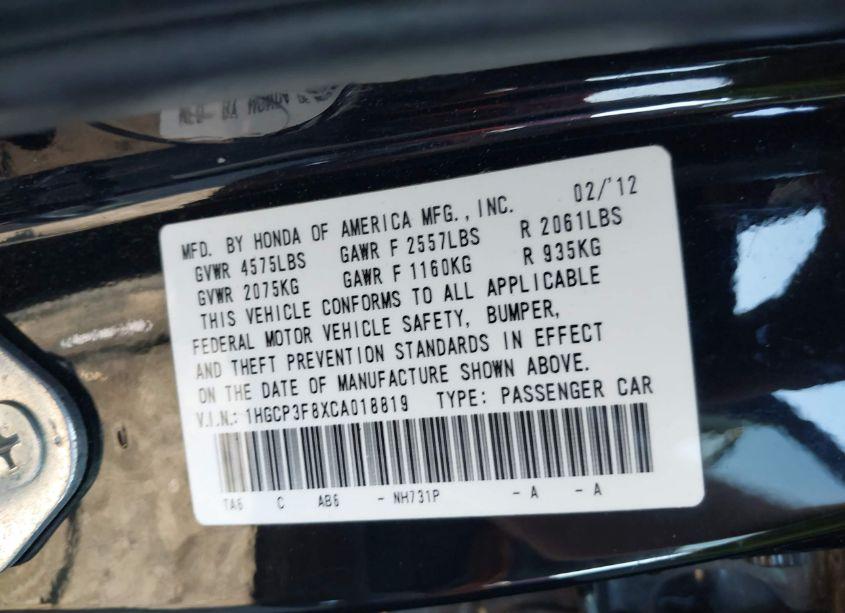 MFD. BY HONDA OF AMERICA MFG., INC. 02/'12
GVWR 4575LBS GAWR F 2557LBS R 2061LBS
GVWR 2075KG GAWR F 1160KG R 935KG
THIS VEHICLE CONFORMS TO ALL APPLICABLE
FEDERAL MOTOR VEHICLE SAFETY, BUMPER,
AND THEFT PREVENTION STANDARDS IN EFFECT
ON THE DATE OF MANUFACTURE SHOWN ABOVE.
V.I.N.: 1HGCP3F8XCA018819 TYPE: PASSENGER CAR
TA6 C AB6 - NH731P - A - A